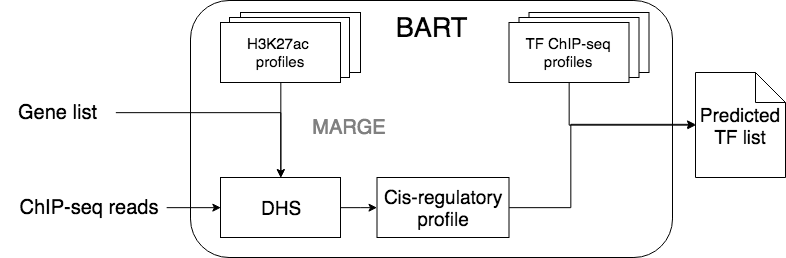 BART
H3K27ac
profiles
TF ChIP-seq
profiles
Gene list
MARGE
Predicted
TF list
ChIP-seq reads
DHS
Cis-regulatory
profile